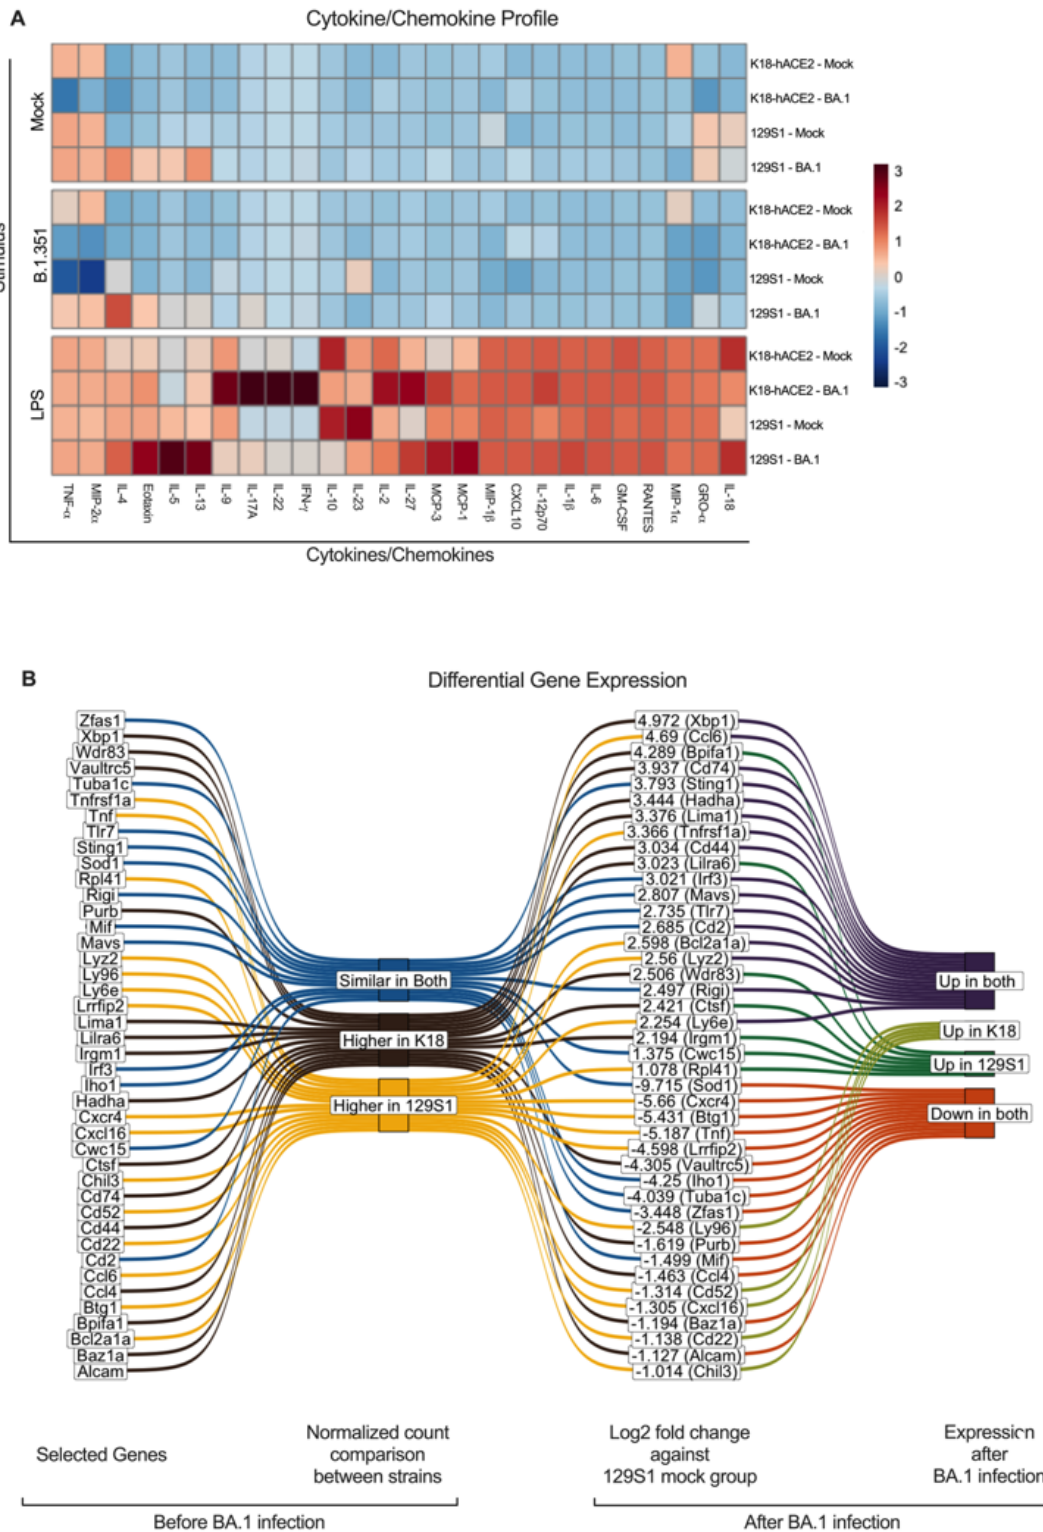 A
Cytokine/Chemokine Profile
Mock
K18-hACE2 - Mock
K18-hACE2 - BA.1
129S1 - Mock
129S1 - BA.1
B.1.351
K18-hACE2 - Mock
K18-hACE2 - BA.1
129S1 - Mock
129S1 - BA.1
LPS
K18-hACE2 - Mock
K18-hACE2 - BA.1
129S1 - Mock
129S1 - BA.1
3
2
1
0
-1
-2
-3
TNF-α
MIP-2α
IL-4
Eotaxin
IL-5
IL-13
IL-9
IL-17A
IL-22
IFN-γ
IL-10
IL-23
IL-2
IL-27
MCP-3
MCP-1
MIP-1β
CXCL10
IL-12p70
IL-1β
IL-6
GM-CSF
RANTES
MIP-1α
GRO-α
IL-18
Cytokines/Chemokines
B
Differential Gene Expression
Zfas1
Xbp1
Wdr83
Vaultrc5
Tuba1c
Tnfrsf1a
Tnf
Tlr7
Sting1
Sod1
Rpl41
Rigi
Purb
Mif
Mavs
Lyz2
Ly96
Ly6e
Lrrfip2
Lima1
Lilra6
Irgm1
Irf3
Iho1
Hadha
Cxcr4
Cxcl16
Cwc15
Ctsf
Chil3
Cd74
Cd52
Cd44
Cd22
Cd2
Ccl6
Ccl4
Btg1
Bpifa1
Bcl2a1a
Baz1a
Alcam
Similar in Both
Higher in K18
Higher in 129S1
4.972 (Xbp1)
4.69 (Ccl6)
4.289 (Bpifa1)
3.937 (Cd74)
3.793 (Sting1)
3.444 (Hadha)
3.376 (Lima1)
3.366 (Tnfrsf1a)
3.034 (Cd44)
3.023 (Lilra6)
3.021 (Irf3)
2.807 (Mavs)
2.735 (Tlr7)
2.685 (Cd2)
2.598 (Bcl2a1a)
2.56 (Lyz2)
2.506 (Wdr83)
2.497 (Rigi)
2.421 (Ctsf)
2.254 (Ly6e)
2.194 (Irgm1)
1.375 (Cwc15)
1.078 (Rpl41)
-9.715 (Sod1)
-5.66 (Cxcr4)
-5.431 (Btg1)
-5.187 (Tnf)
-4.598 (Lrrfip2)
-4.305 (Vaultrc5)
-4.25 (Iho1)
-4.039 (Tuba1c)
-3.448 (Zfas1)
-2.548 (Ly96)
-1.619 (Purb)
-1.499 (Mif)
-1.463 (Ccl4)
-1.314 (Cd52)
-1.305 (Cxcl16)
-1.194 (Baz1a)
-1.138 (Cd22)
-1.127 (Alcam)
-1.014 (Chil3)
Up in both
Up in K18
Up in 129S1
Down in both
Selected Genes
Normalized count
comparison
between strains
Log2 fold change
against
129S1 mock group
Expression
after
BA.1 infection
Before BA.1 infection
After BA.1 infection